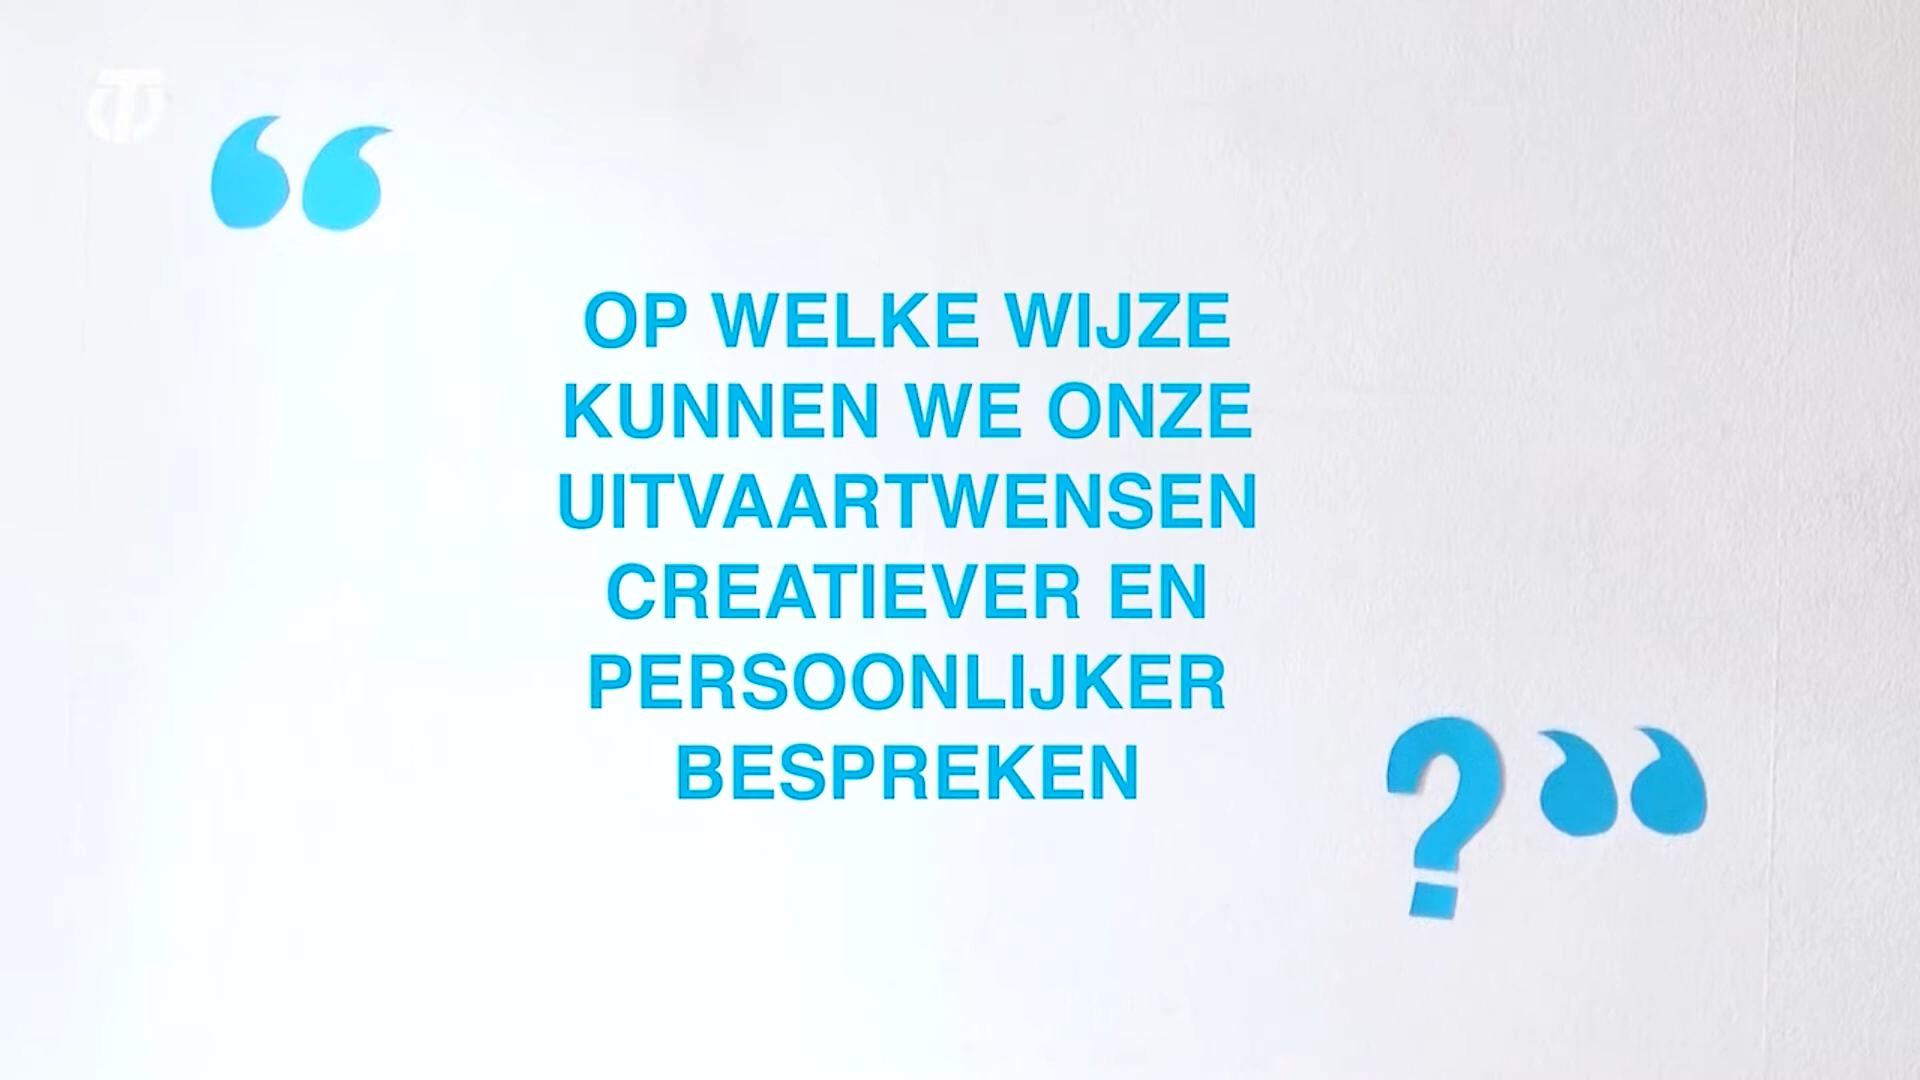 “
OP WELKE WIJZE
KUNNEN WE ONZE
UITVAARTWENSEN
CREATIEVER EN
PERSOONLIJKER
BESPREKEN
?”